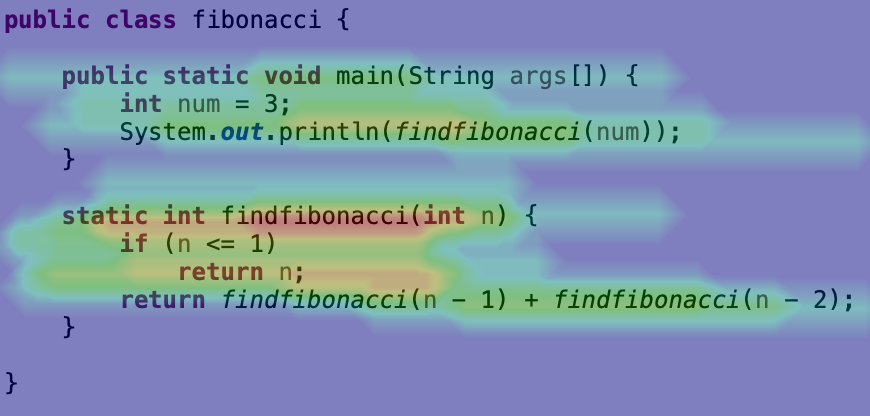 public class fibonacci {
public static void main(String args[]) {
int num = 3;
System.out.println(findfibonacci(num));
}
static int findfibonacci(int n) {
if (n <= 1)
return n;
return findfibonacci(n - 1) + findfibonacci(n - 2);
}
}